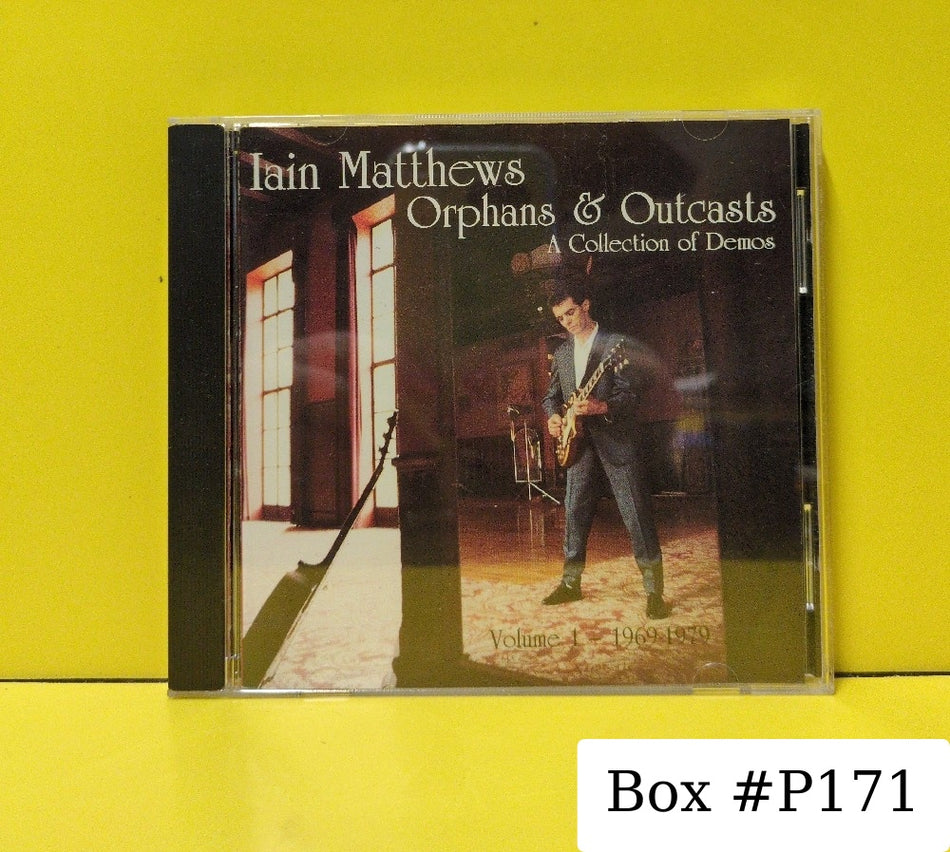 Iain Matthews
Orphans & Outcasts
A Collection of Demos
Volume 1 - 1969-1979
Box #P171